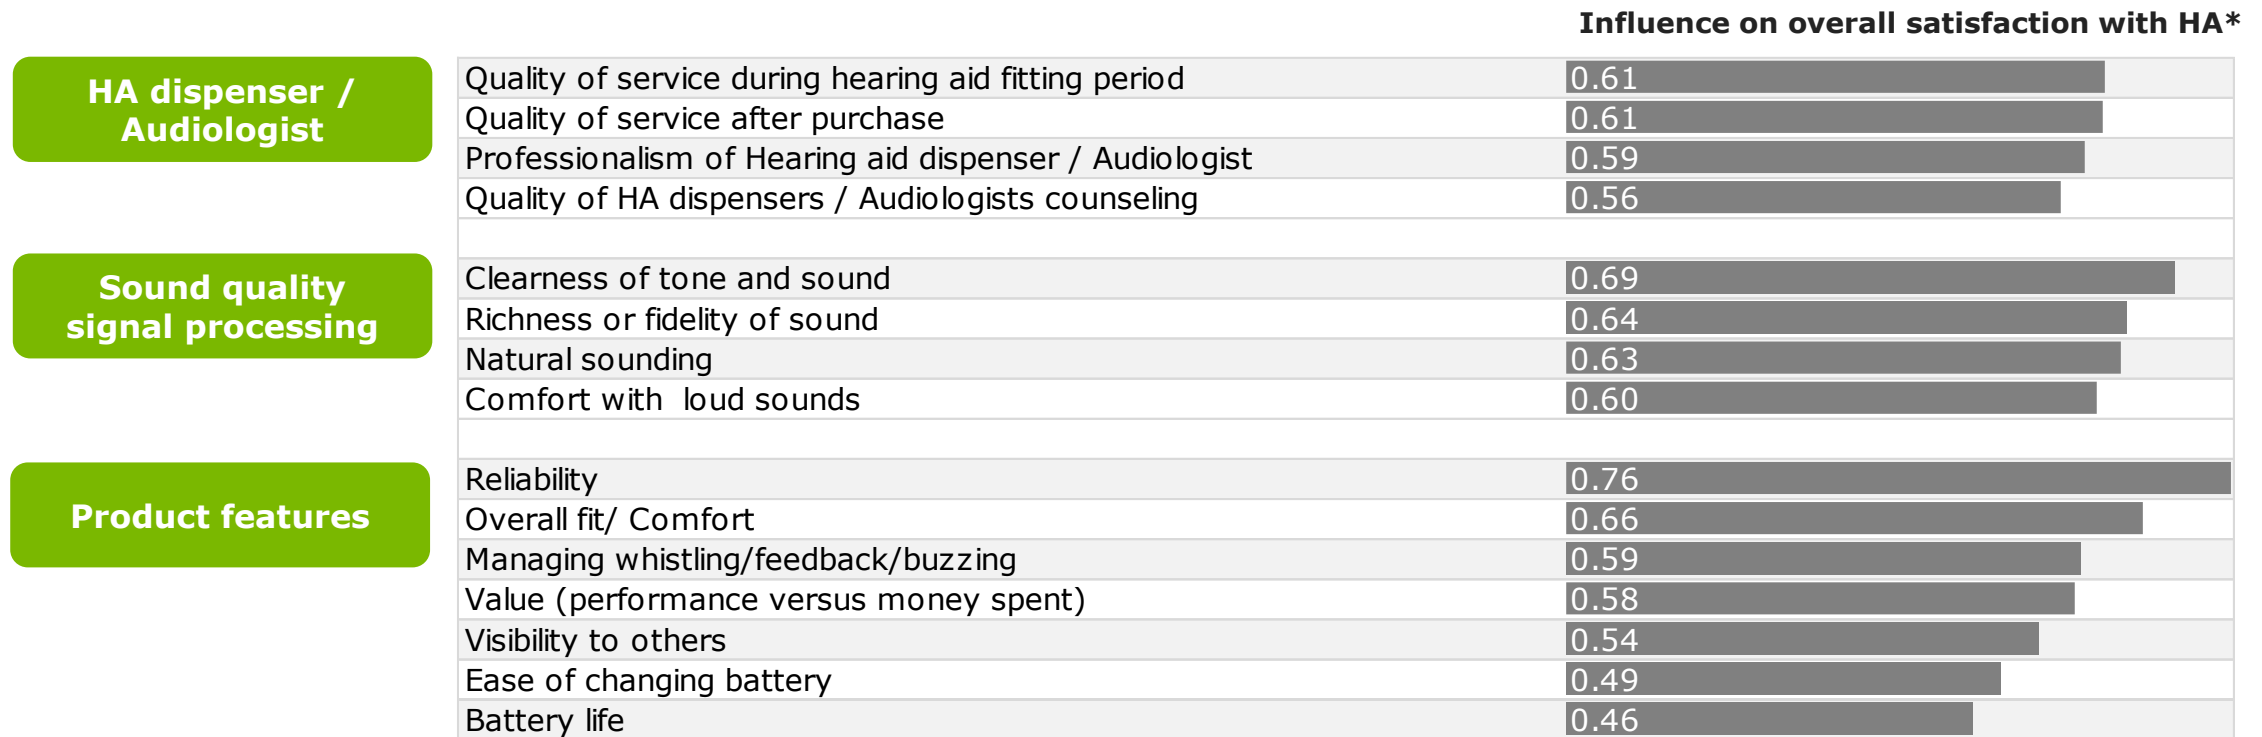 Influence on overall satisfaction with HA*
HA dispenser /
Audiologist
Quality of service during hearing aid fitting period 0.61
Quality of service after purchase 0.61
Professionalism of Hearing aid dispenser / Audiologist 0.59
Quality of HA dispensers / Audiologists counseling 0.56
Sound quality
signal processing
Clearness of tone and sound 0.69
Richness or fidelity of sound 0.64
Natural sounding 0.63
Comfort with loud sounds 0.60
Product features
Reliability 0.76
Overall fit/ Comfort 0.66
Managing whistling/feedback/buzzing 0.59
Value (performance versus money spent) 0.58
Visibility to others 0.54
Ease of changing battery 0.49
Battery life 0.46